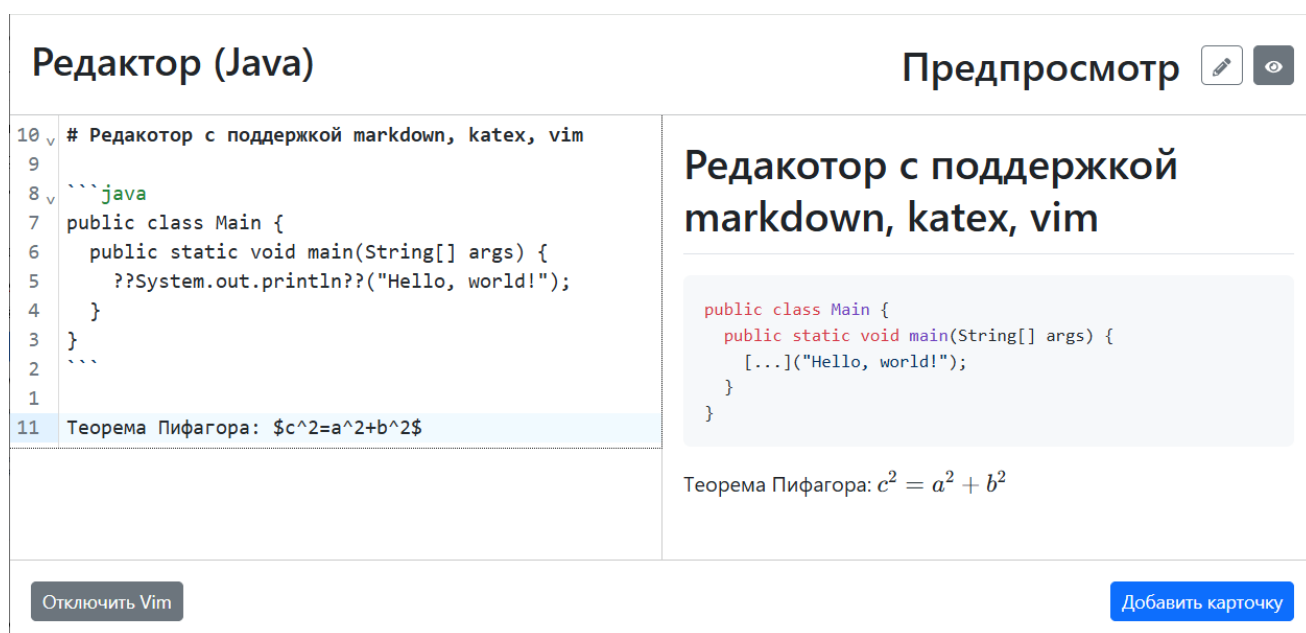 Редактор (Java)
Предпросмотр
10 # Редакотор с поддержкой markdown, katex, vim
9
8 ```java
7 public class Main {
6   public static void main(String[] args) {
5     ??System.out.println??("Hello, world!");
4   }
3 }
2 ```
1
11 Теорема Пифагора: $c^2=a^2+b^2$
Редакотор с поддержкой
markdown, katex, vim
public class Main {
  public static void main(String[] args) {
    [...]("Hello, world!");
  }
}
Теорема Пифагора: c² = a² + b²
Отключить Vim
Добавить карточку